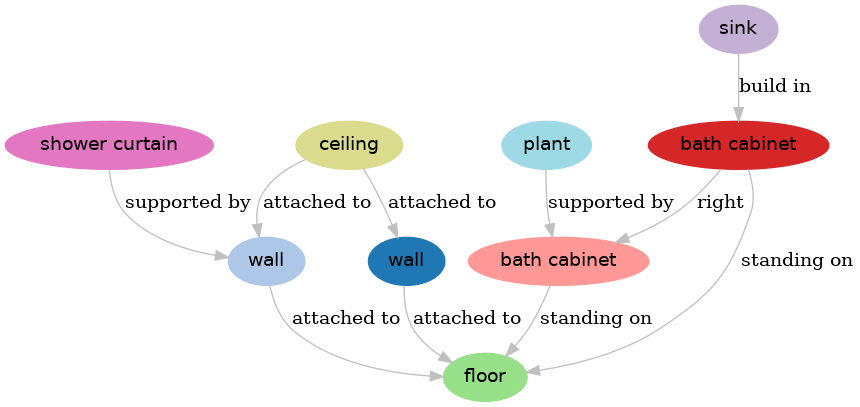 sink
build in
shower curtain
ceiling
plant
bath cabinet
supported by
attached to
attached to
supported by
right
wall
wall
bath cabinet
standing on
attached to
attached to
standing on
floor